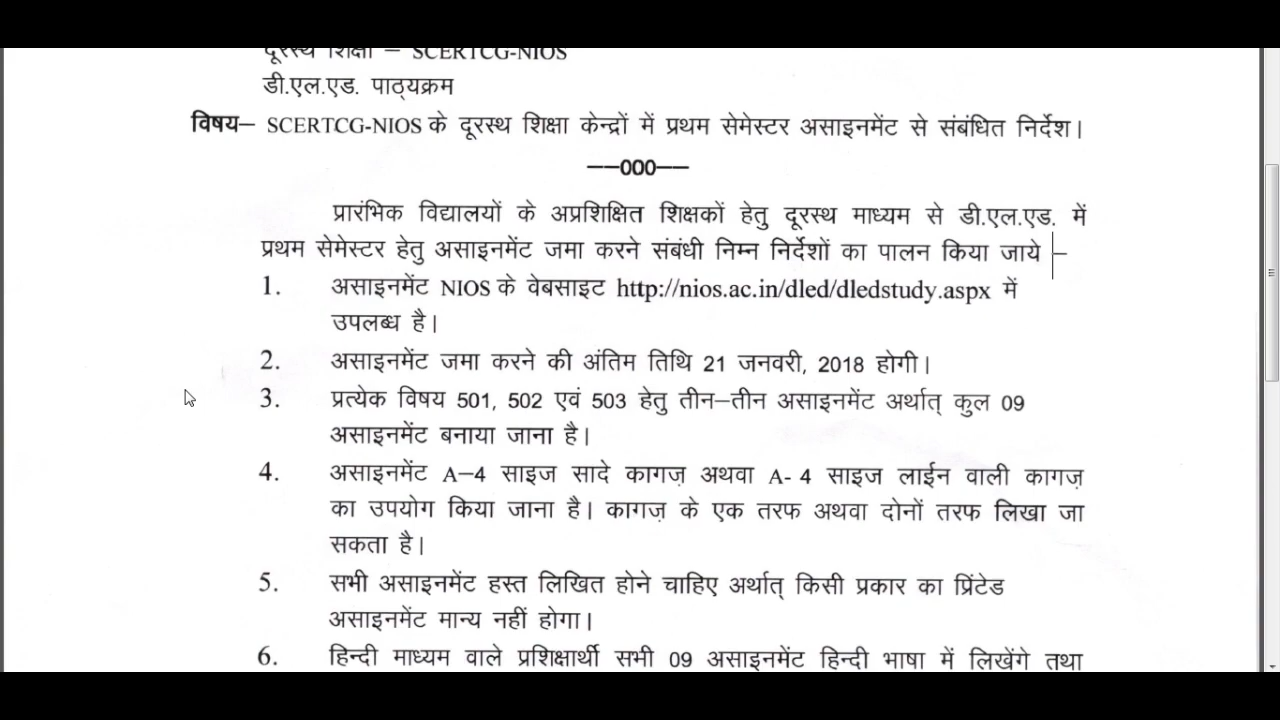 दूरस्थ शिक्षा – SCERTCG-NIOS
डी.एल.एड. पाठ्यक्रम
विषय– SCERTCG-NIOS के दूरस्थ शिक्षा केन्द्रों में प्रथम सेमेस्टर असाइनमेंट से संबंधित निर्देश।
––000––
प्रारंभिक विद्यालयों के अप्रशिक्षित शिक्षकों हेतु दूरस्थ माध्यम से डी.एल.एड. में
प्रथम सेमेस्टर हेतु असाइनमेंट जमा करने संबंधी निम्न निर्देशों का पालन किया जाये –
1. असाइनमेंट NIOS के वेबसाइट http://nios.ac.in/dled/dledstudy.aspx में
उपलब्ध है।
2. असाइनमेंट जमा करने की अंतिम तिथि 21 जनवरी, 2018 होगी।
3. प्रत्येक विषय 501, 502 एवं 503 हेतु तीन–तीन असाइनमेंट अर्थात् कुल 09
असाइनमेंट बनाया जाना है।
4. असाइनमेंट A–4 साइज सादे कागज़ अथवा A- 4 साइज लाईन वाली कागज़
का उपयोग किया जाना है। कागज़ के एक तरफ अथवा दोनों तरफ लिखा जा
सकता है।
5. सभी असाइनमेंट हस्त लिखित होने चाहिए अर्थात् किसी प्रकार का प्रिंटेड
असाइनमेंट मान्य नहीं होगा।
6. हिन्दी माध्यम वाले प्रशिक्षार्थी सभी 09 असाइनमेंट हिन्दी भाषा में लिखेंगे तथा